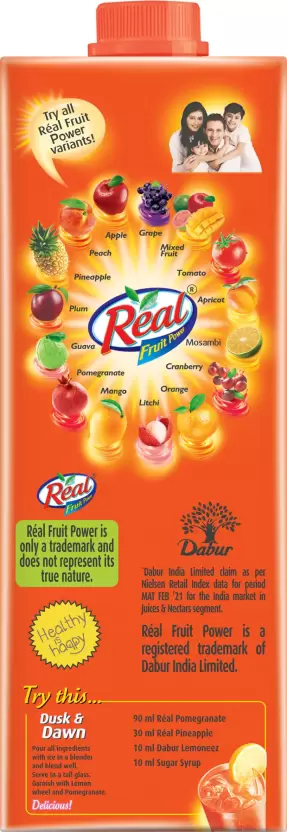 Try all
Réal Fruit
Power
variants!
Apple
Grape
Peach
Mixed
Fruit
Pineapple
Tomato
Plum
Apricot
Réal®
Fruit Power
Guava
Mosambi
Pomegranate
Cranberry
Mango
Orange
Litchi
Réal
Fruit Power
Réal Fruit Power is
only a trademark and
does not represent its
true nature.
Dabur
*Dabur India Limited claim as per
Nielsen Retail Index data for period
MAT FEB '21 for the India market in
Juices & Nectars segment.
Healthy
is
happy
Réal Fruit Power is a
registered trademark of
Dabur India Limited.
Try this...
Dusk &
Dawn
90 ml Réal Pomegranate
30 ml Réal Pineapple
10 ml Dabur Lemoneez
10 ml Sugar Syrup
Pour all ingredients
with ice in a blender
and blend well.
Serve in a tall glass.
Garnish with Lemon
wheel and Pomegranate.
Delicious!